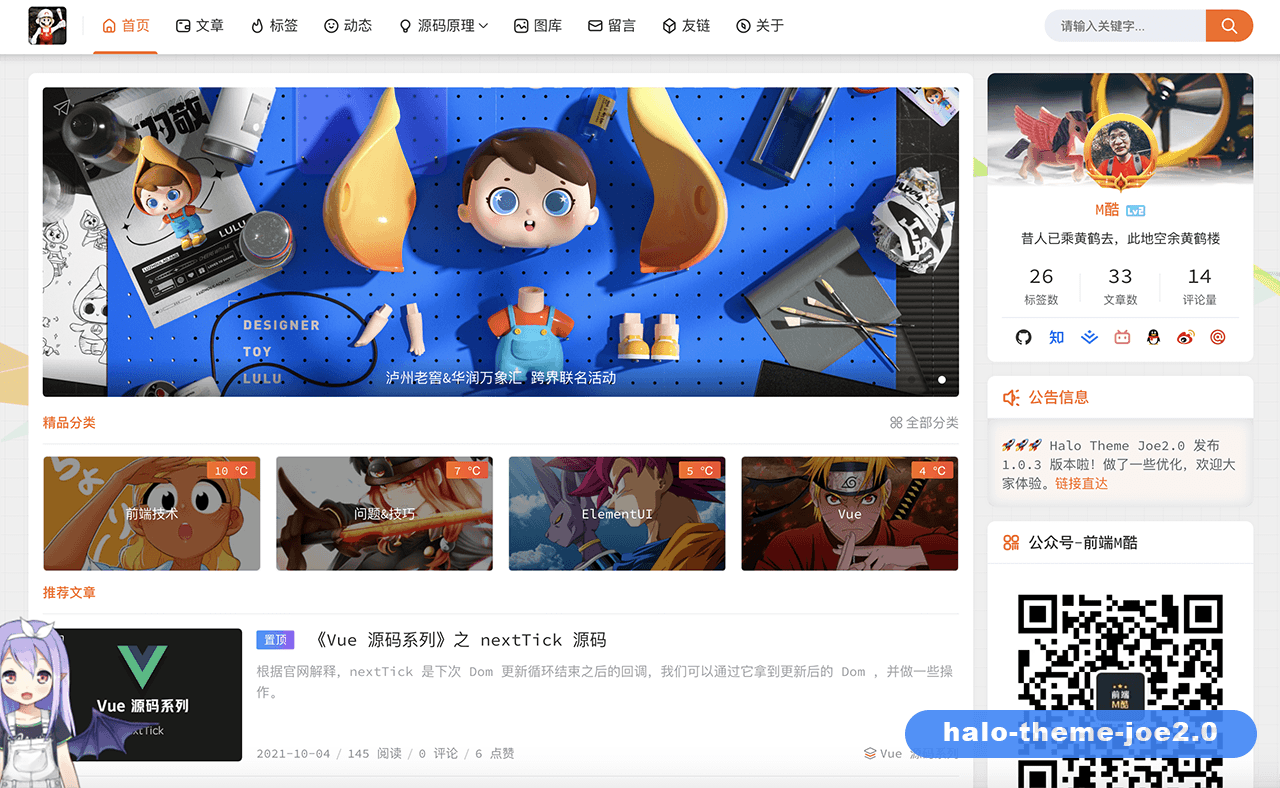 首页
文章
标签
动态
源码原理
图库
留言
友链
关于
请输入关键字...
LULU
DESIGNER
TOY
LULU
泸州老窖&华润万象汇 跨界联名活动
M酷
昔人已乘黄鹤去，此地空余黄鹤楼
26 33 14
标签数 文章数 评论量
知
公告信息
🚀🚀🚀 Halo Theme Joe2.0 发布
1.0.3 版本啦！做了一些优化，欢迎大
家体验。链接直达
公众号-前端M酷
前端
M酷
精品分类
全部分类
10 ℃
前端技术
7 ℃
问题&技巧
5 ℃
ElementUI
4 ℃
Vue
推荐文章
Vue 源码系列
置顶
《Vue 源码系列》之 nextTick 源码
根据官网解释，nextTick 是下次 Dom 更新循环结束之后的回调，我们可以通过它拿到更新后的 Dom ，并做一些操
作。
2021-10-04 / 145 阅读 / 0 评论 / 6 点赞
Vue
halo-theme-joe2.0